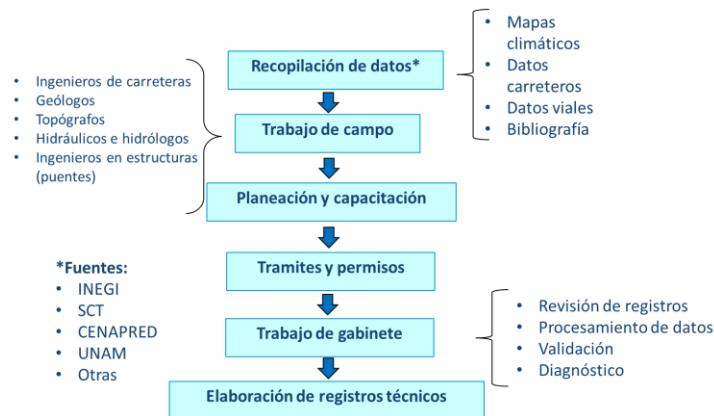 Recopilación de datos*
• Mapas
climáticos
• Datos
carreteros
• Datos viales
• Bibliografía
• Ingenieros de carreteras
• Geólogos
• Topógrafos
• Hidráulicos e hidrólogos
• Ingenieros en estructuras
(puentes)
Trabajo de campo
Planeación y capacitación
Tramites y permisos
*Fuentes:
• INEGI
• SCT
• CENAPRED
• UNAM
• Otras
Trabajo de gabinete
• Revisión de registros
• Procesamiento de datos
• Validación
• Diagnóstico
Elaboración de registros técnicos